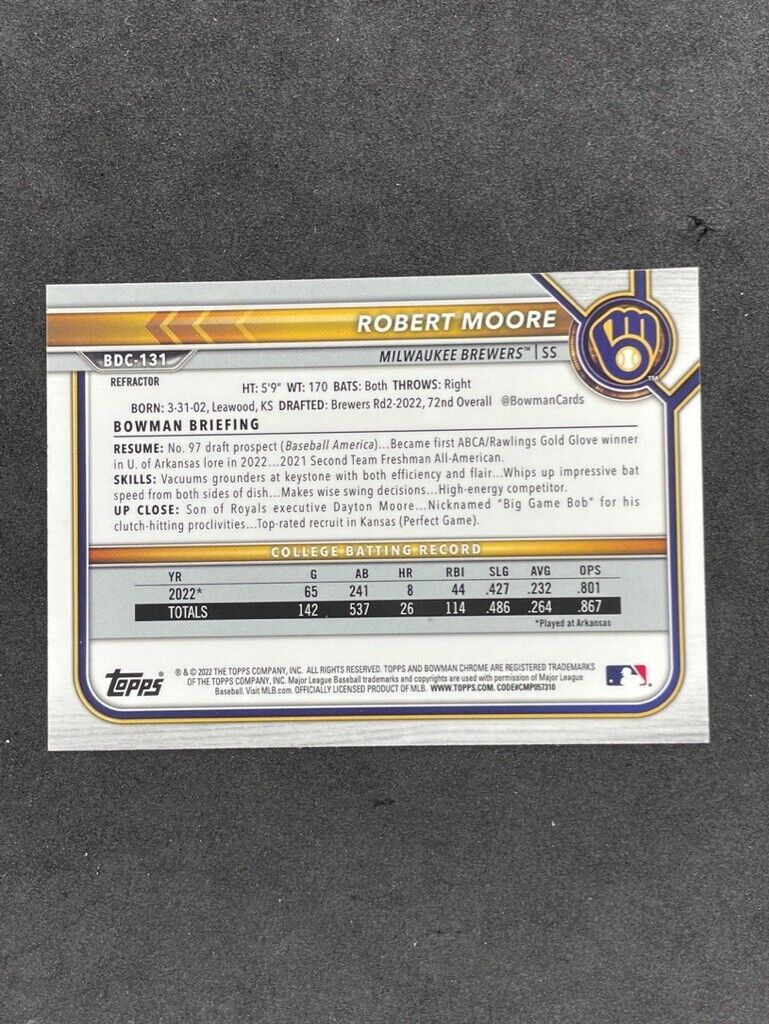 ROBERT MOORE
BDC-131
MILWAUKEE BREWERS™ | SS
™
REFRACTOR
HT: 5'9" WT: 170 BATS: Both THROWS: Right
BORN: 3-31-02, Leawood, KS DRAFTED: Brewers Rd2-2022, 72nd Overall @BowmanCards
BOWMAN BRIEFING
RESUME: No. 97 draft prospect (Baseball America)...Became first ABCA/Rawlings Gold Glove winner
in U. of Arkansas lore in 2022...2021 Second Team Freshman All-American.
SKILLS: Vacuums grounders at keystone with both efficiency and flair...Whips up impressive bat
speed from both sides of dish...Makes wise swing decisions...High-energy competitor.
UP CLOSE: Son of Royals executive Dayton Moore...Nicknamed "Big Game Bob" for his
clutch-hitting proclivities...Top-rated recruit in Kansas (Perfect Game).
COLLEGE BATTING RECORD
YR G AB HR RBI SLG AVG OPS
2022* 65 241 8 44 .427 .232 .801
TOTALS 142 537 26 114 .486 .264 .867
*Played at Arkansas
TOPPS®
® & © 2022 THE TOPPS COMPANY, INC. ALL RIGHTS RESERVED. TOPPS AND BOWMAN CHROME ARE REGISTERED TRADEMARKS
OF THE TOPPS COMPANY, INC. Major League Baseball trademarks and copyrights are used with permission of Major League
Baseball. Visit MLB.com. OFFICIALLY LICENSED PRODUCT OF MLB. WWW.TOPPS.COM. CODE#CMP057310